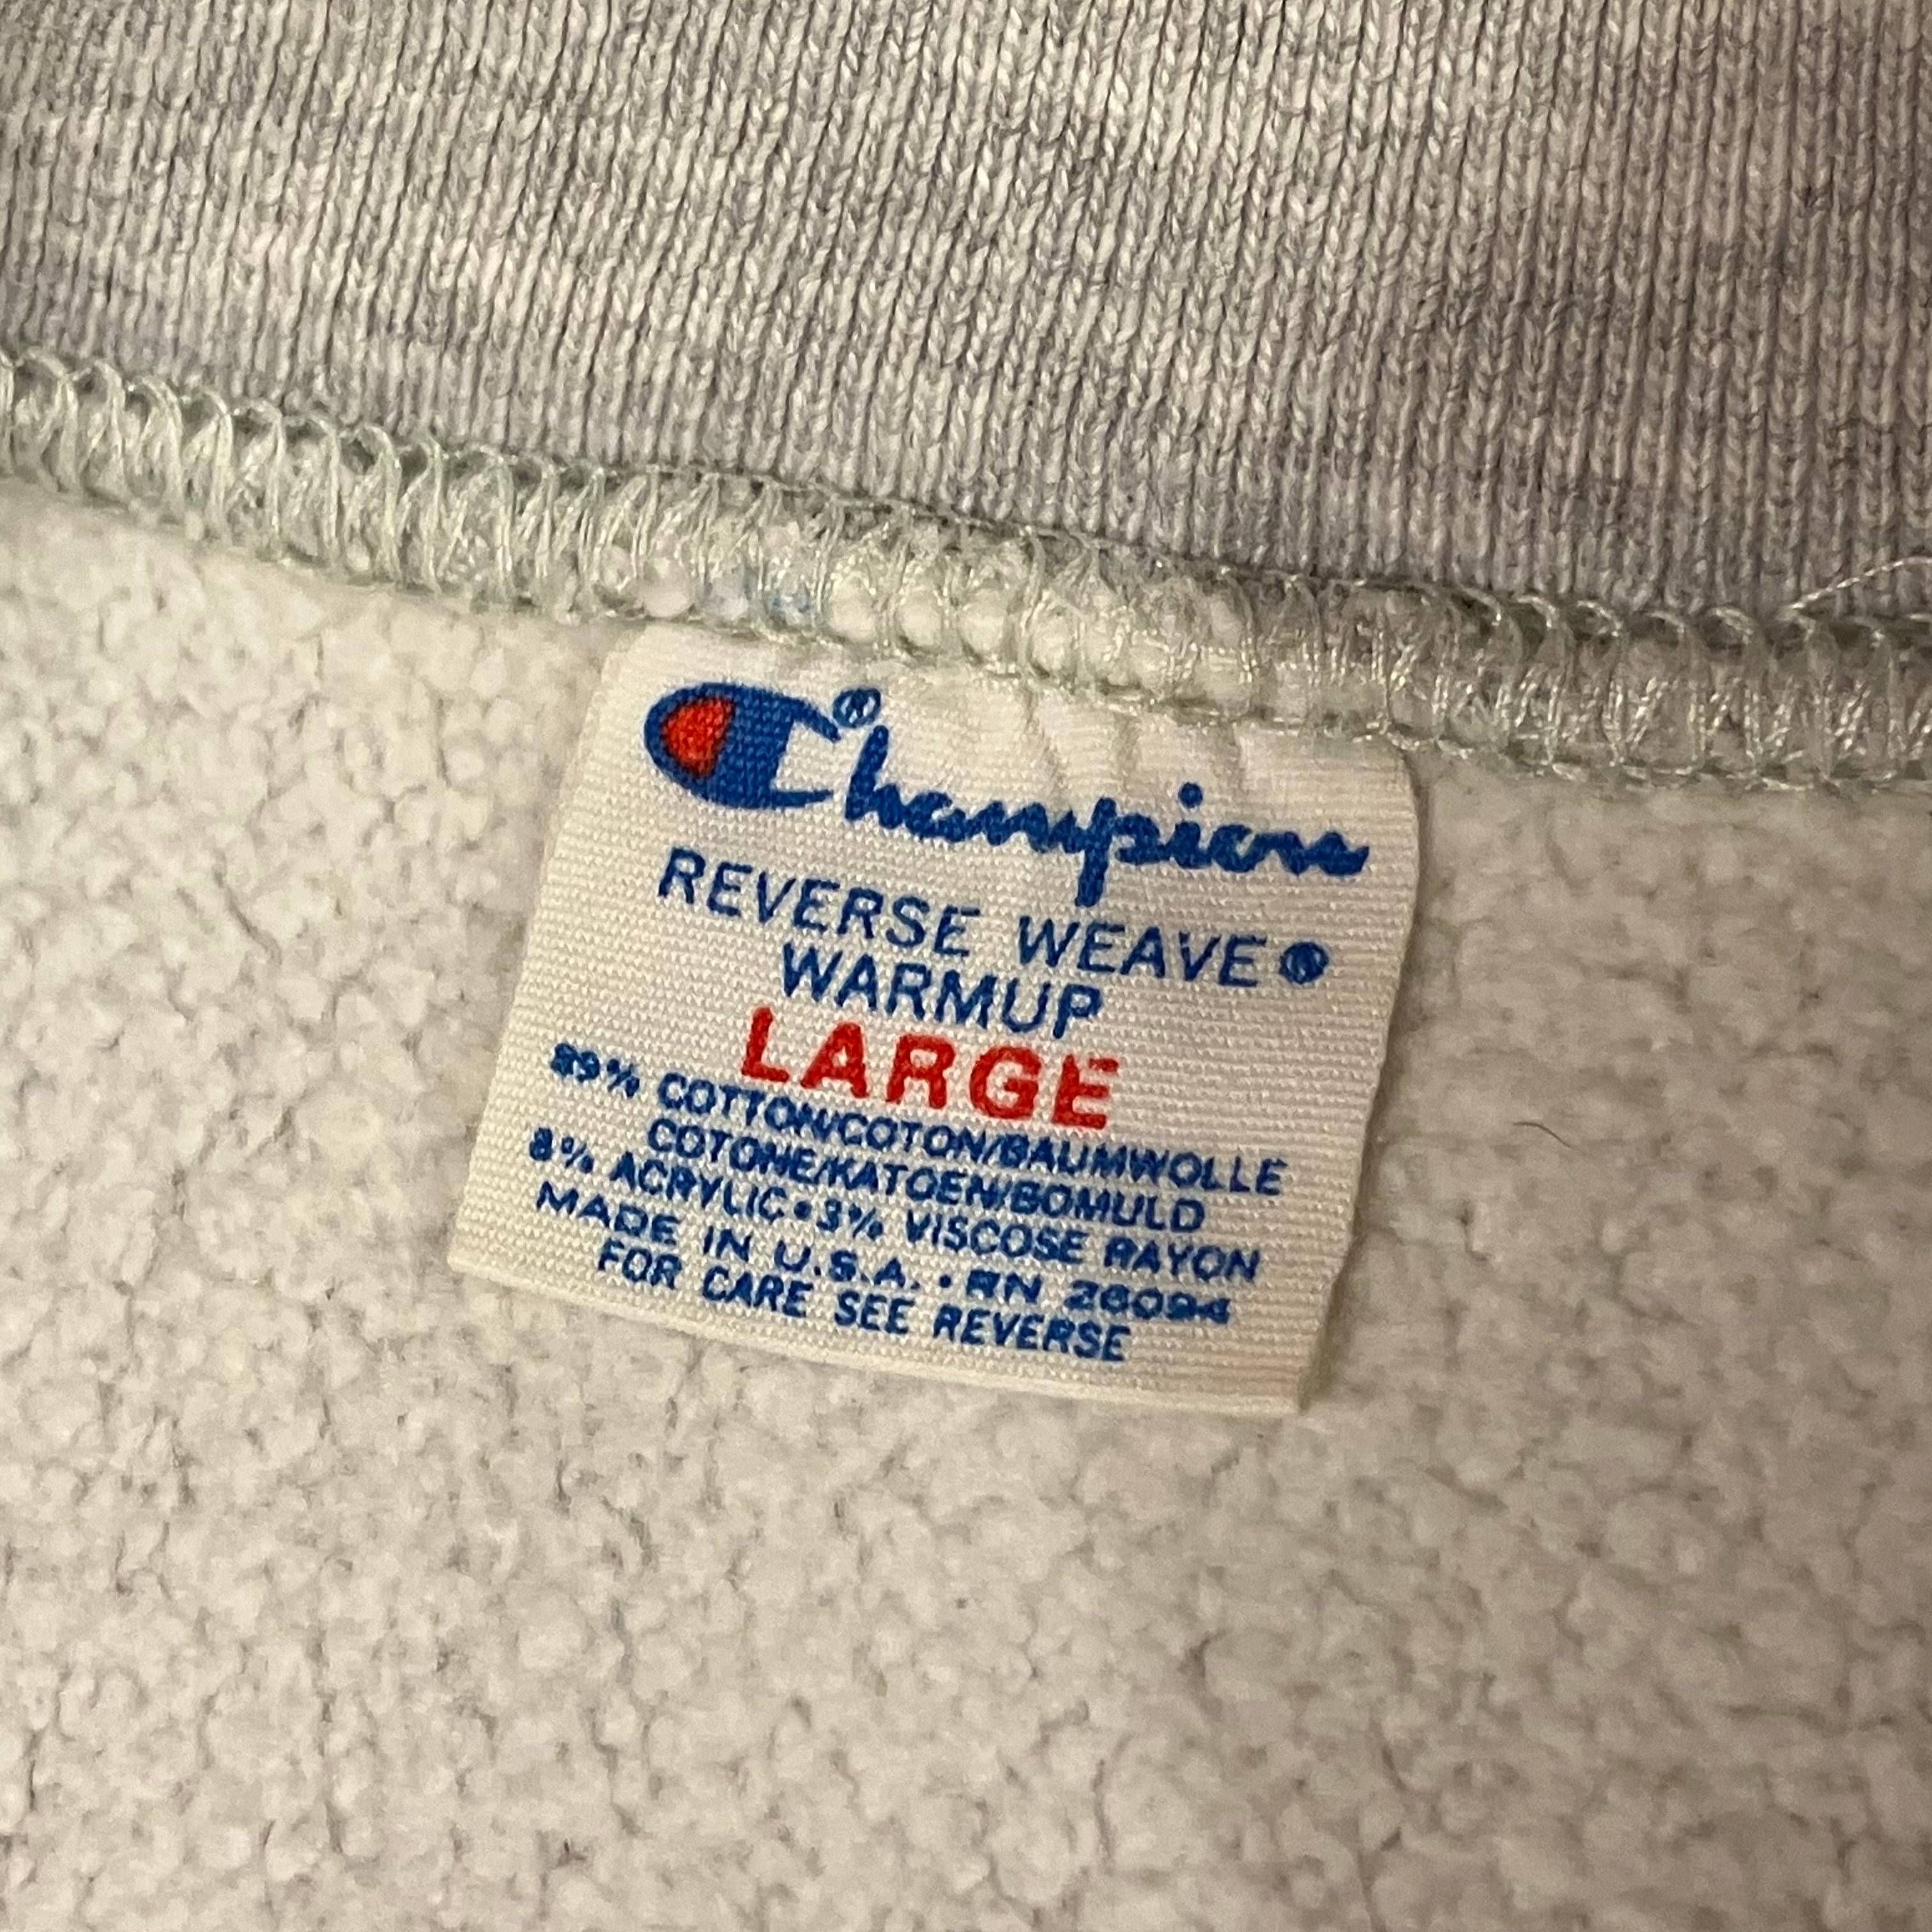 Champion®
REVERSE WEAVE®
WARMUP
LARGE
89% COTTON/COTON/BAUMWOLLE
COTONE/KATOEN/BOMULD
8% ACRYLIC•3% VISCOSE RAYON
MADE IN U.S.A. • RN 26094
FOR CARE SEE REVERSE